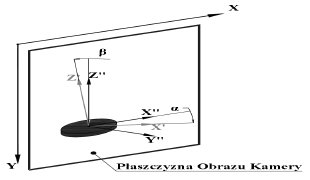 X
β
Z'
Z''
X''
α
X'
Y''
Y
Płaszczyzna Obrazu Kamery